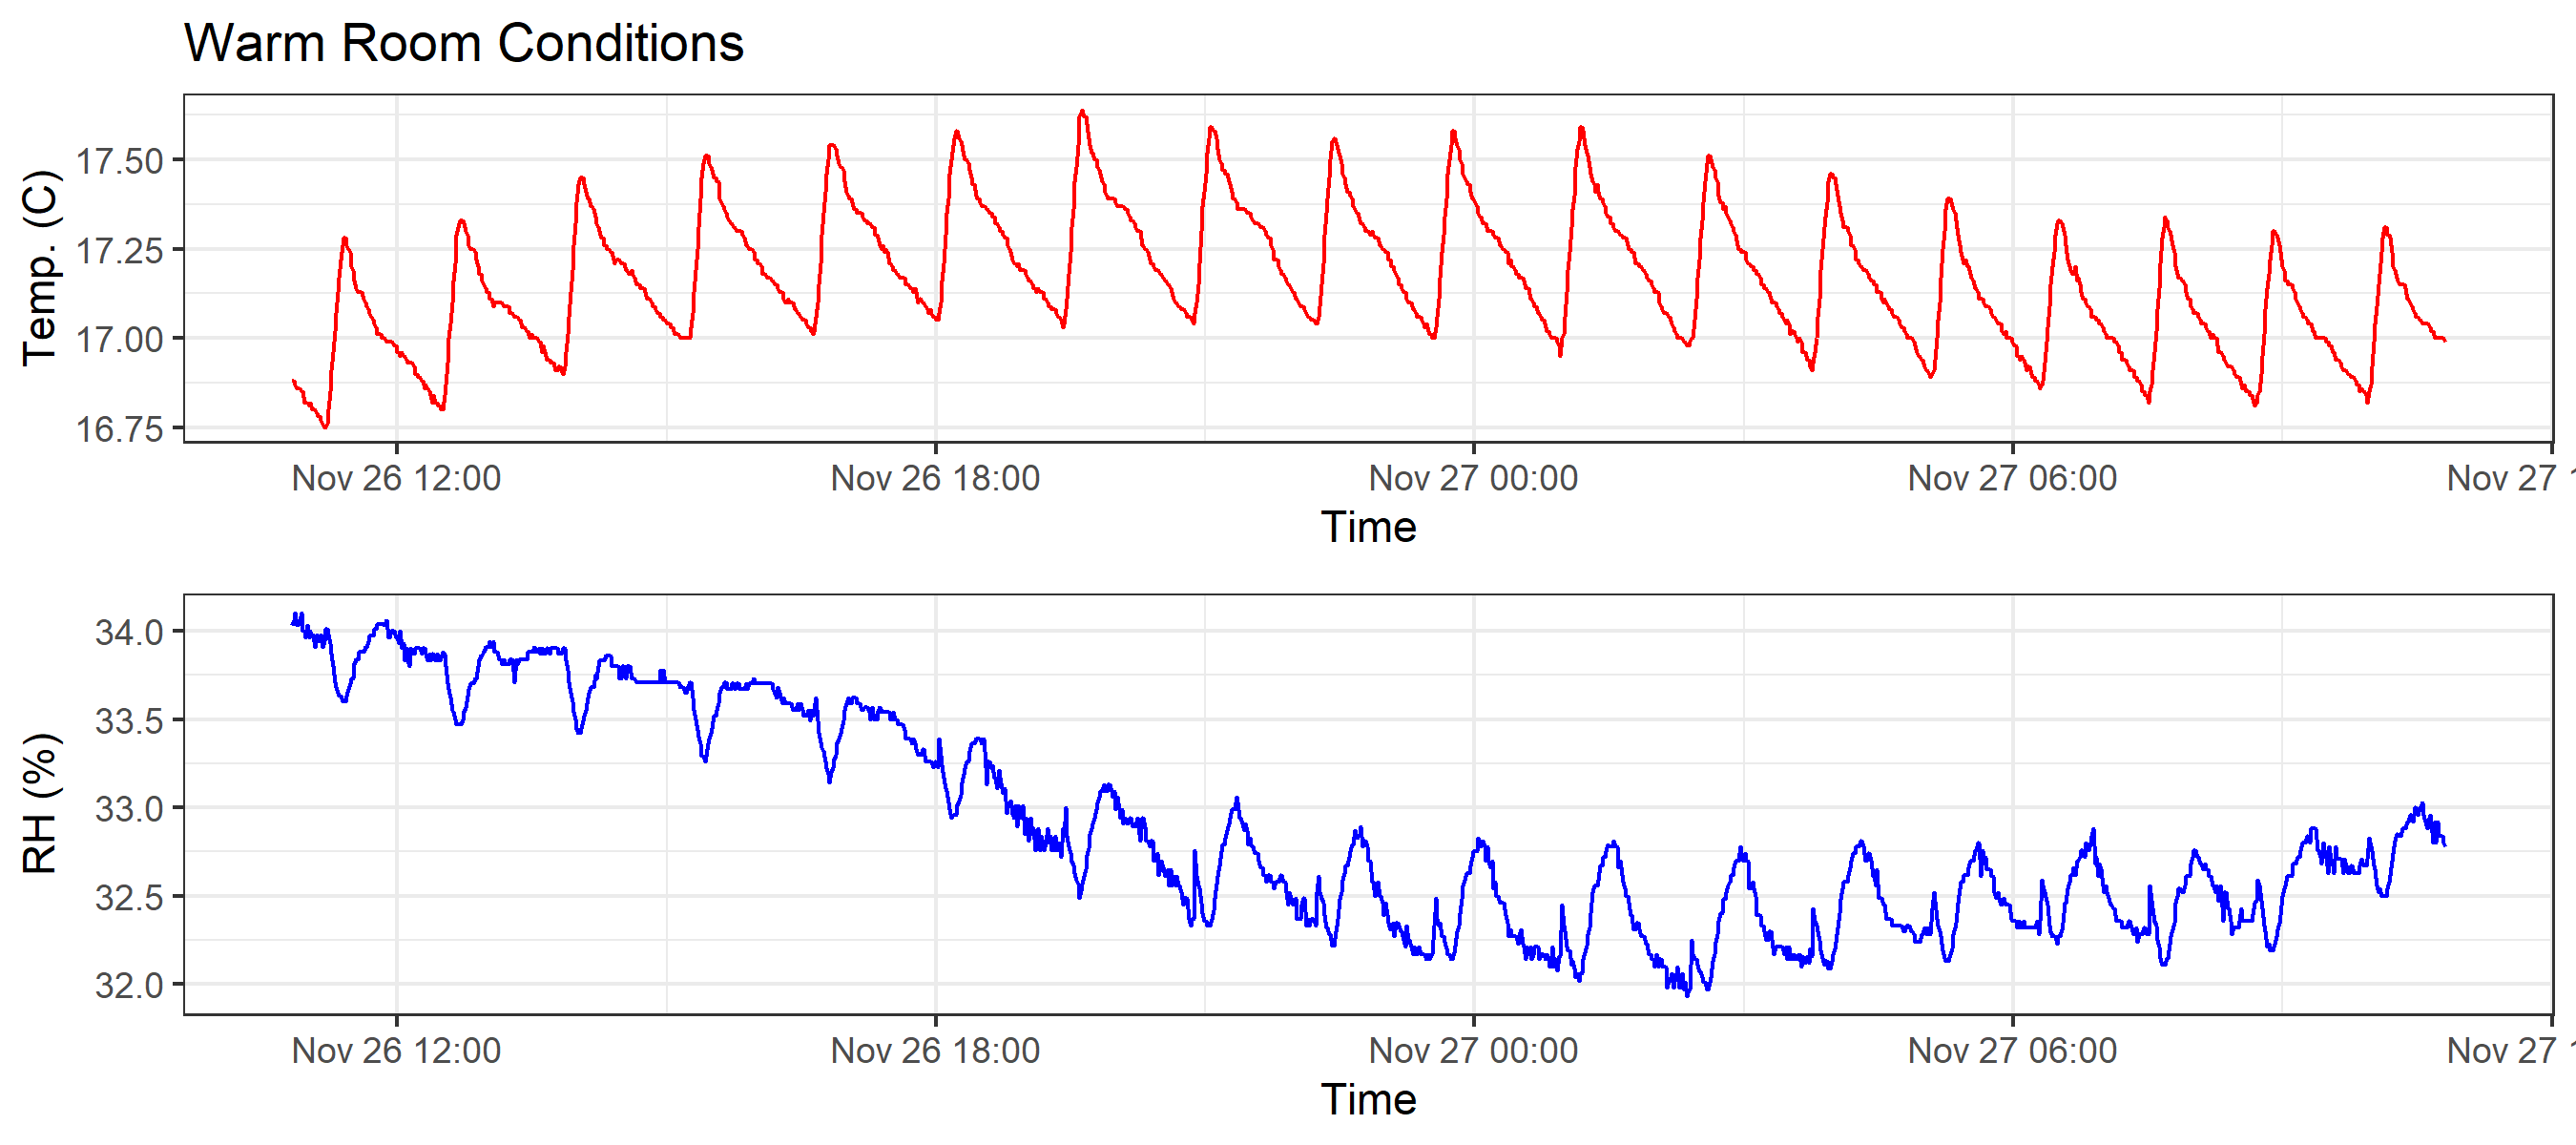 Warm Room Conditions
Temp. (C)
17.50
17.25
17.00
16.75
Nov 26 12:00 Nov 26 18:00 Nov 27 00:00 Nov 27 06:00 Nov 27 1
Time
RH (%)
34.0
33.5
33.0
32.5
32.0
Nov 26 12:00 Nov 26 18:00 Nov 27 00:00 Nov 27 06:00 Nov 27 1
Time